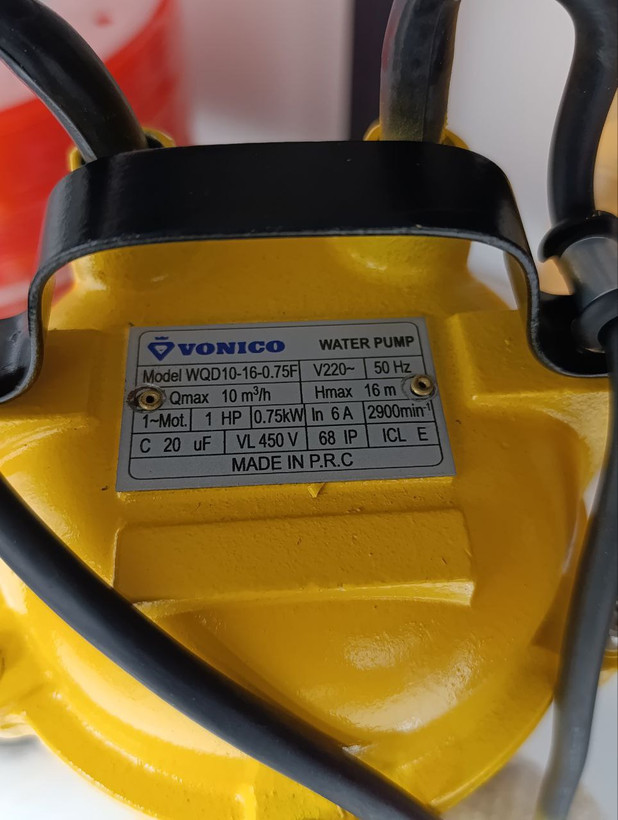 VONICO WATER PUMP
Model WQD10-16-0.75F V220~ 50 Hz
Qmax 10 m³/h Hmax 16 m
1~Mot. 1 HP 0.75kW In 6 A 2900min⁻¹
C 20 uF VL 450 V 68 IP ICL E
MADE IN P.R.C